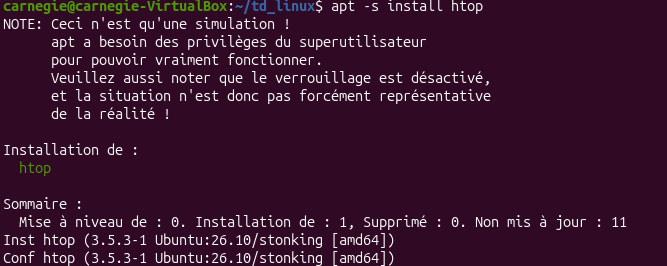 carnegie@carnegie-VirtualBox:~/td_linux$ apt -s install htop
NOTE: Ceci n'est qu'une simulation !
      apt a besoin des privilèges du superutilisateur
      pour pouvoir vraiment fonctionner.
      Veuillez aussi noter que le verrouillage est désactivé,
      et la situation n'est donc pas forcément représentative
      de la réalité !

Installation de :
  htop

Sommaire :
  Mise à niveau de : 0. Installation de : 1, Supprimé : 0. Non mis à jour : 11
Inst htop (3.5.3-1 Ubuntu:26.10/stonking [amd64])
Conf htop (3.5.3-1 Ubuntu:26.10/stonking [amd64])